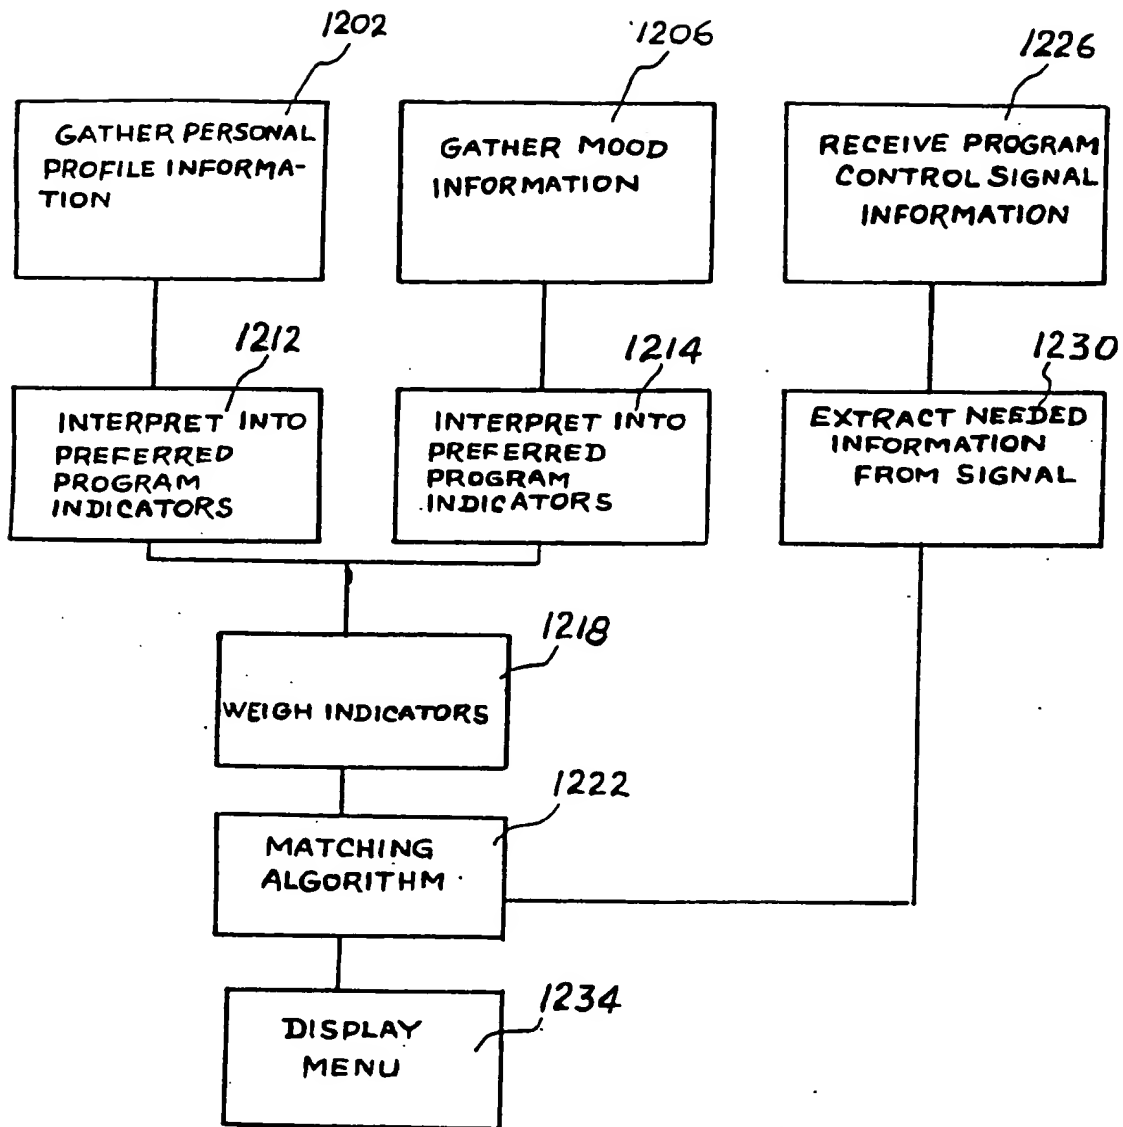 1202
1206
1226
GATHER PERSONAL
PROFILE INFORMA-
TION
GATHER MOOD
INFORMATION
RECEIVE PROGRAM
CONTROL SIGNAL
INFORMATION
1212
1214
1230
INTERPRET INTO
PREFERRED
PROGRAM
INDICATORS
INTERPRET INTO
PREFERRED
PROGRAM
INDICATORS
EXTRACT NEEDED
INFORMATION
FROM SIGNAL
1218
WEIGH INDICATORS
1222
MATCHING
ALGORITHM
1234
DISPLAY
MENU